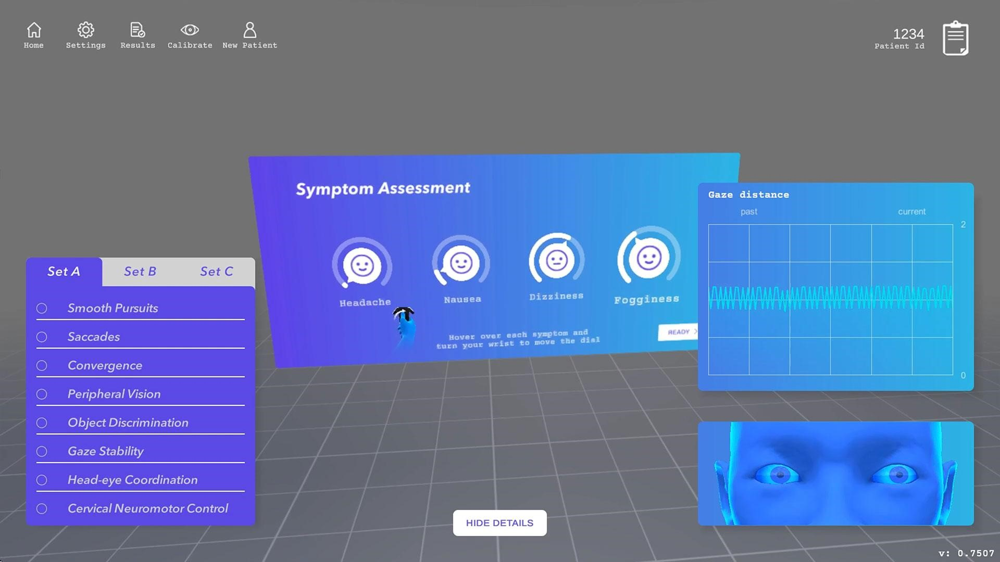 Home
Settings
Results
Calibrate
New Patient
1234
Patient Id
Symptom Assessment
Headache
Nausea
Dizziness
Fogginess
Hover over each symptom and
turn your wrist to move the dial
READY
Set A
Set B
Set C
Smooth Pursuits
Saccades
Convergence
Peripheral Vision
Object Discrimination
Gaze Stability
Head-eye Coordination
Cervical Neuromotor Control
Gaze distance
past
current
2
0
HIDE DETAILS
v: 0.7507